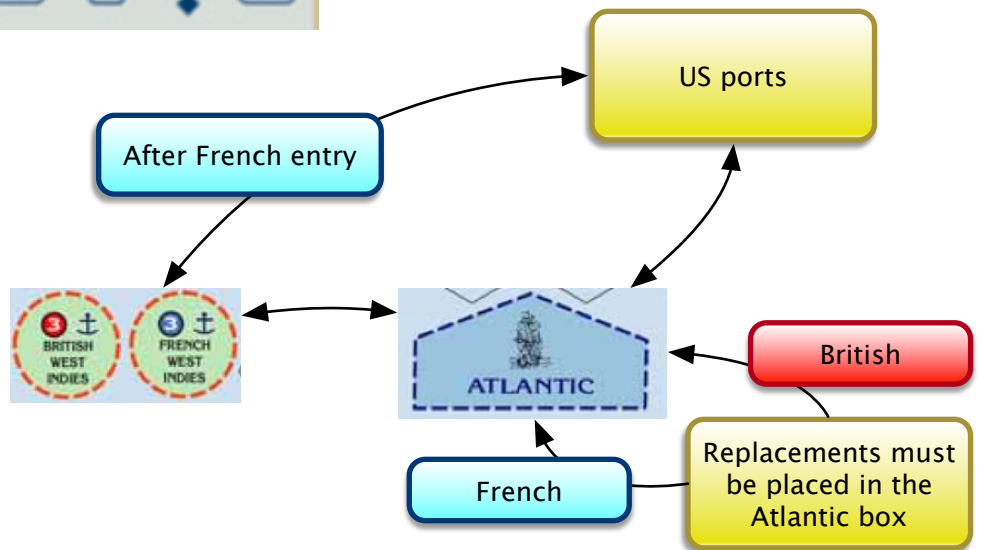 US ports
After French entry
3
BRITISH
WEST
INDIES
3
FRENCH
WEST
INDIES
ATLANTIC
British
French
Replacements must
be placed in the
Atlantic box